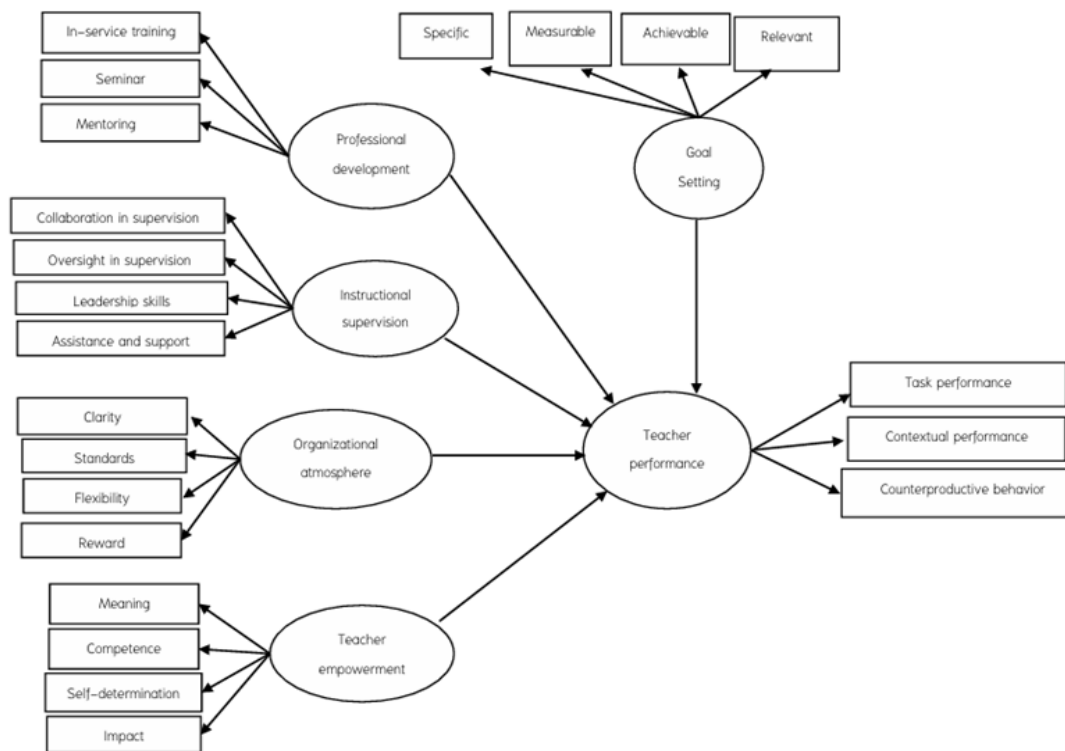 In-service training
Seminar
Mentoring
Specific
Measurable
Achievable
Relevant
Professional
development
Goal
Setting
Collaboration in supervision
Oversight in supervision
Leadership skills
Assistance and support
Instructional
supervision
Clarity
Standards
Flexibility
Reward
Organizational
atmosphere
Teacher
performance
Task performance
Contextual performance
Counterproductive behavior
Meaning
Competence
Self-determination
Impact
Teacher
empowerment